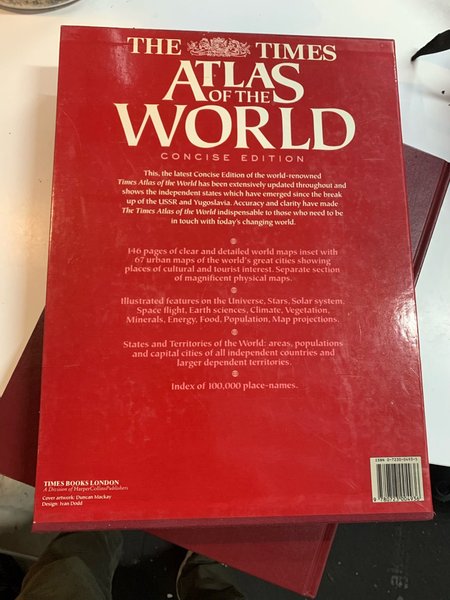 THE TIMES
ATLAS
OF THE
WORLD
CONCISE EDITION
This, the latest Concise Edition of the world-renowned
Times Atlas of the World has been extensively updated throughout and
shows the independent states which have emerged since the break
up of the USSR and Yugoslavia. Accuracy and clarity have made
The Times Atlas of the World indispensable to those who need to be
in touch with today's changing world.
146 pages of clear and detailed world maps inset with
67 urban maps of the world's great cities showing
places of cultural and tourist interest. Separate section
of magnificent physical maps.
Illustrated features on the Universe, Stars, Solar system,
Space flight, Earth sciences, Climate, Vegetation,
Minerals, Energy, Food, Population, Map projections.
States and Territories of the World: areas, populations
and capital cities of all independent countries and
larger dependent territories.
Index of 100,000 place-names.
TIMES BOOKS LONDON
A Division of HarperCollinsPublishers
Cover artwork: Duncan Mackay
Design: Ivan Dodd
ISBN 0-7230-0493-5
9 780723 004936